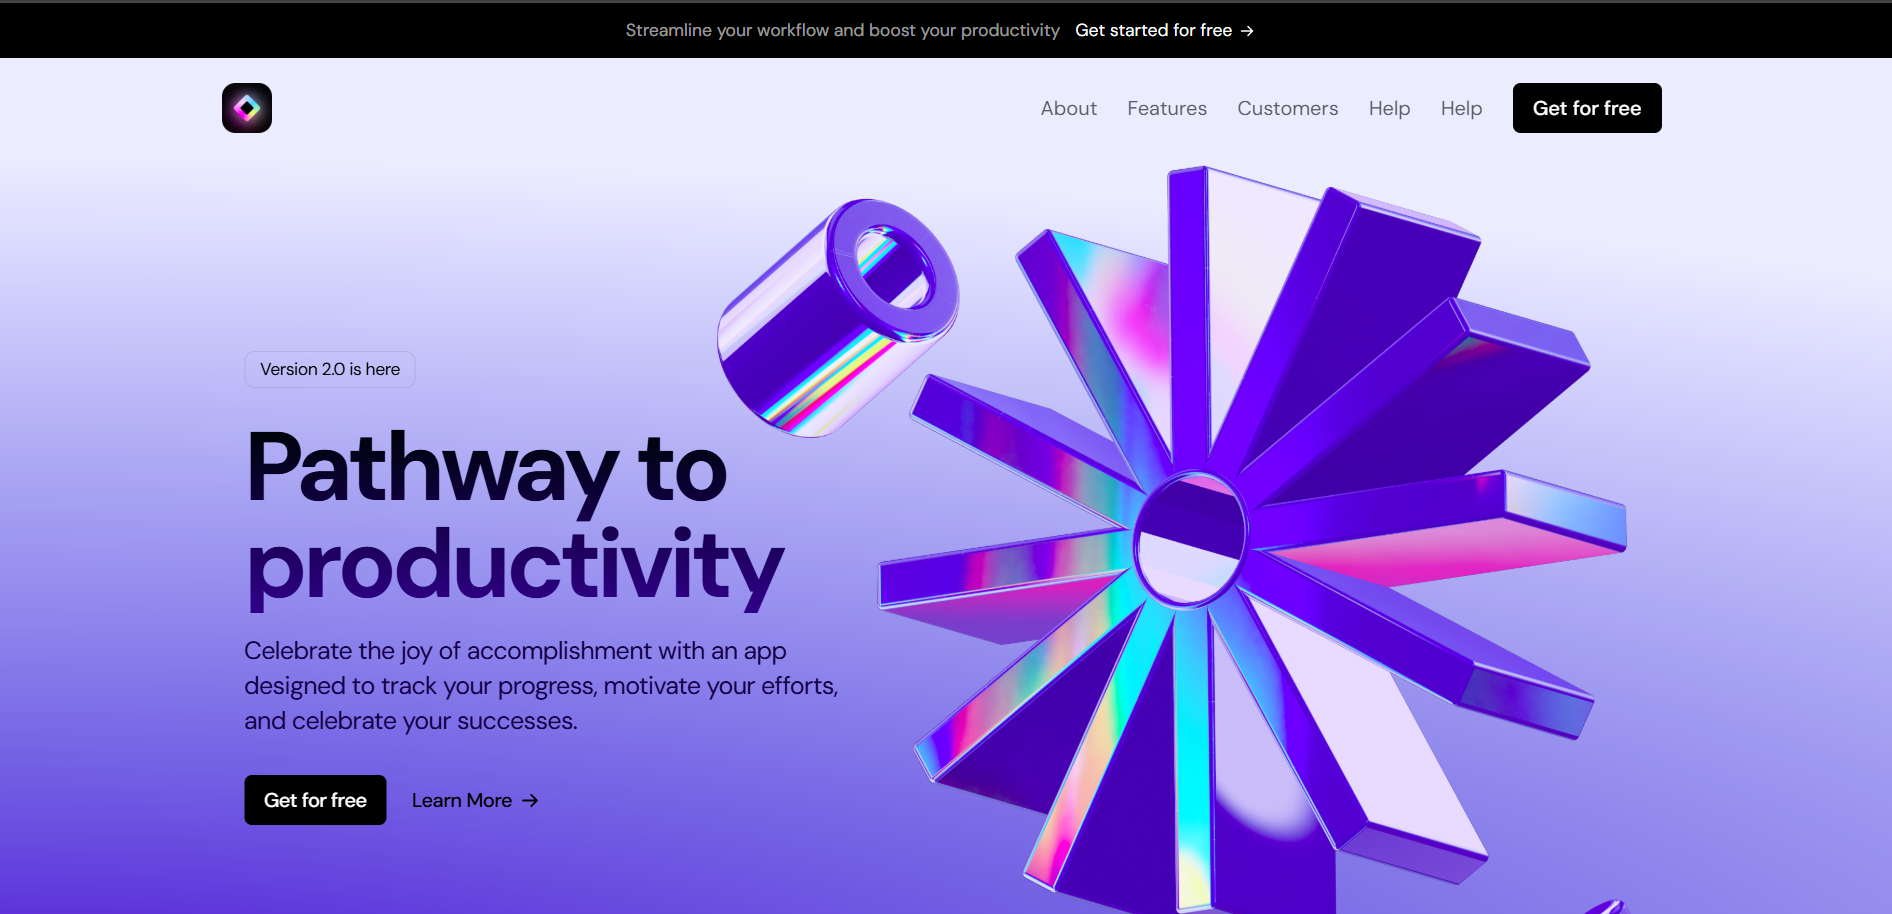 Streamline your workflow and boost your productivity Get started for free →
About Features Customers Help Help Get for free
Version 2.0 is here
Pathway to
productivity
Celebrate the joy of accomplishment with an app
designed to track your progress, motivate your efforts,
and celebrate your successes.
Get for free Learn More →